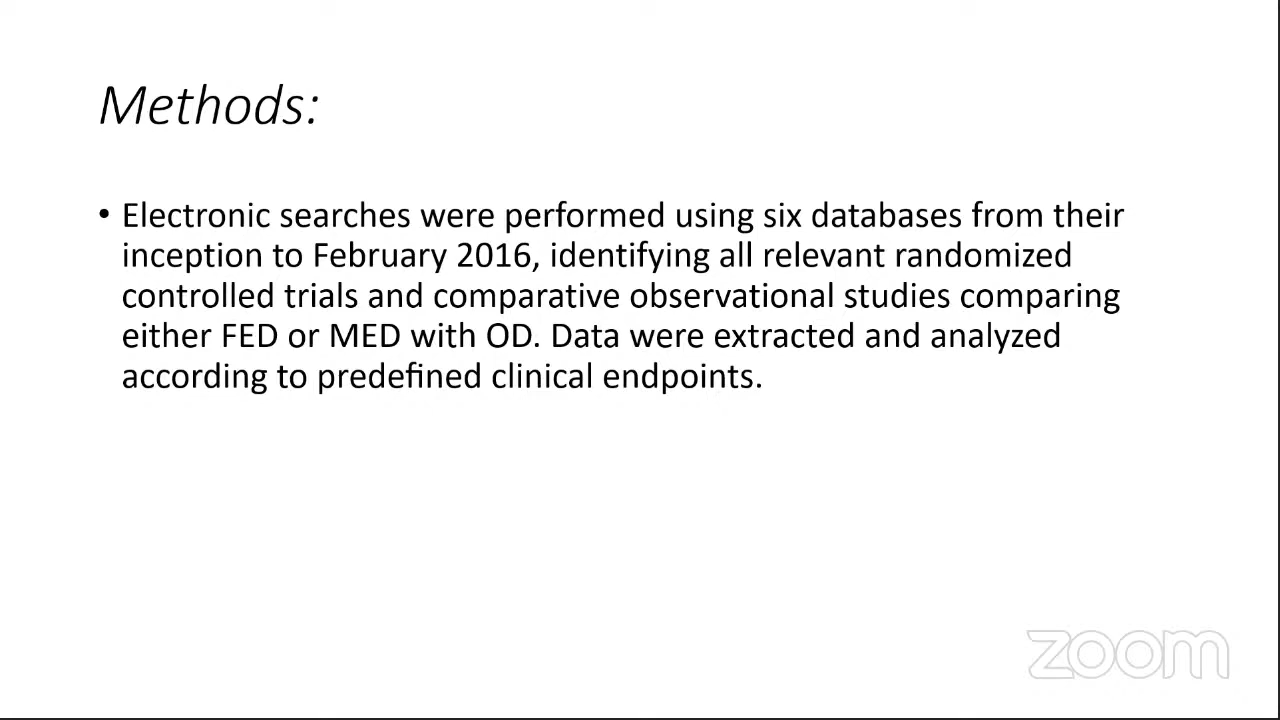 Methods:
• Electronic searches were performed using six databases from their
inception to February 2016, identifying all relevant randomized
controlled trials and comparative observational studies comparing
either FED or MED with OD. Data were extracted and analyzed
according to predefined clinical endpoints.
zoom